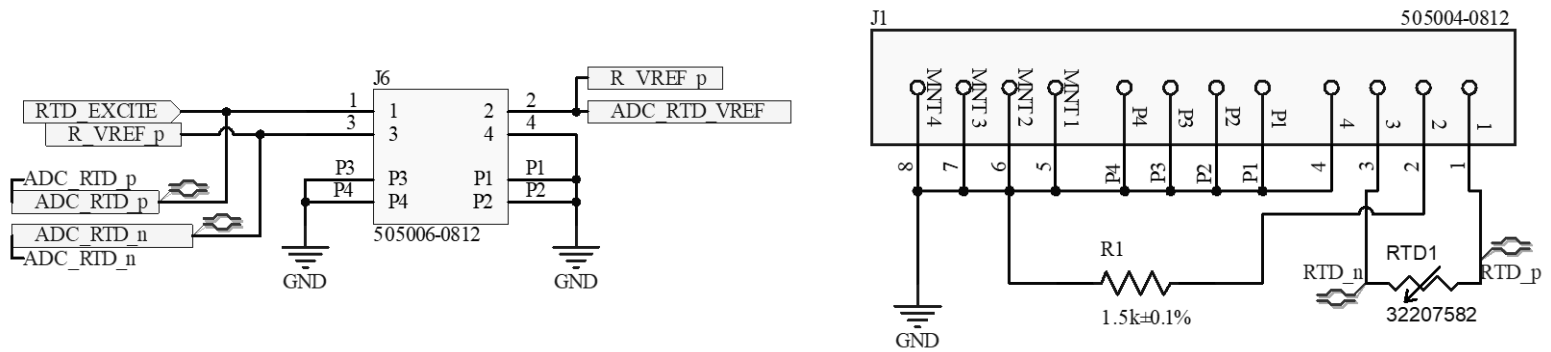 J6
RTD_EXCITE
R_VREF_p
1
3
1
3
2
4
2
4
R_VREF_p
ADC_RTD_VREF
ADC_RTD_p
ADC_RTD_p
ADC_RTD_n
ADC_RTD_n
P3
P4
P3
P4
P1
P2
P1
P2
505006-0812
GND
GND
J1
505004-0812
MNT4
MNT3
MNT2
MNT1
P4
P3
P2
P1
4
3
2
1
8
7
6
5
P4
P3
P2
P1
4
3
2
1
R1
1.5k±0.1%
RTD1
RTD_n
RTD_p
32207582
GND